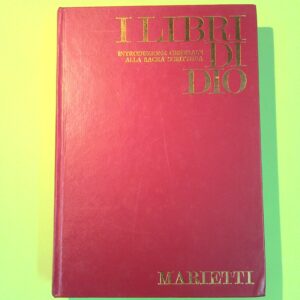 I LIBRI
DI
INTRODUZIONE GENERALE
ALLA SACRA SCRITTURA
DIO
MARIETTI